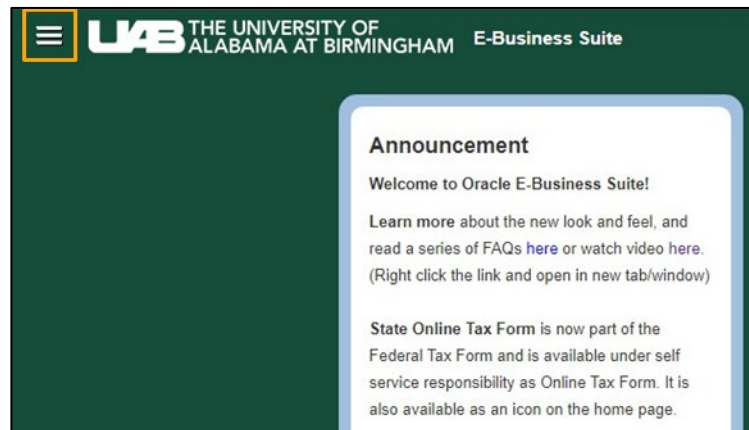 UAB THE UNIVERSITY OF
ALABAMA AT BIRMINGHAM E-Business Suite
Announcement
Welcome to Oracle E-Business Suite!
Learn more about the new look and feel, and
read a series of FAQs here or watch video here.
(Right click the link and open in new tab/window)
State Online Tax Form is now part of the
Federal Tax Form and is available under self
service responsibility as Online Tax Form. It is
also available as an icon on the home page.